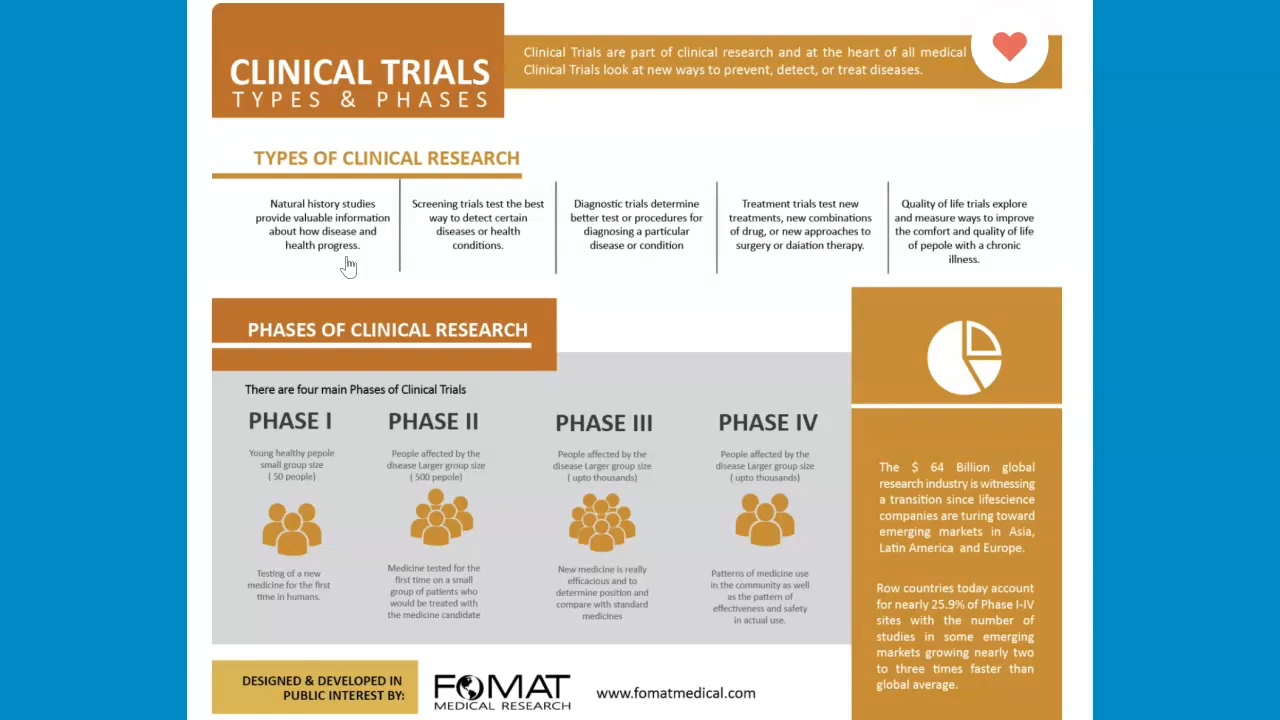 CLINICAL TRIALS
TYPES & PHASES
Clinical Trials are part of clinical research and at the heart of all medical
Clinical Trials look at new ways to prevent, detect, or treat diseases.
TYPES OF CLINICAL RESEARCH
Natural history studies
provide valuable information
about how disease and
health progress.
Screening trials test the best
way to detect certain
diseases or health
conditions.
Diagnostic trials determine
better test or procedures for
diagnosing a particular
disease or condition
Treatment trials test new
treatments, new combinations
of drug, or new approaches to
surgery or daiation therapy.
Quality of life trials explore
and measure ways to improve
the comfort and quality of life
of pepole with a chronic
illness.
PHASES OF CLINICAL RESEARCH
There are four main Phases of Clinical Trials
PHASE I
Young healthy pepole
small group size
( 50 people)
Testing of a new
medicine for the first
time in humans.
PHASE II
People affected by the
disease Larger group size
( 500 pepole)
Medicine tested for the
first time on a small
group of patients who
would be treated with
the medicine candidate
PHASE III
People affected by the
disease Larger group size
( upto thousands)
New medicine is really
efficacious and to
determine position and
compare with standard
medicines
PHASE IV
People affected by the
disease Larger group size
( upto thousands)
Patterns of medicine use
in the community as well
as the pattern of
effectiveness and safety
in actual use.
The $ 64 Billion global
research industry is witnessing
a transition since lifescience
companies are turing toward
emerging markets in Asia,
Latin America and Europe.
Row countries today account
for nearly 25.9% of Phase I-IV
sites with the number of
studies in some emerging
markets growing nearly two
to three times faster than
global average.
DESIGNED & DEVELOPED IN
PUBLIC INTEREST BY:
FOMAT
MEDICAL RESEARCH
www.fomatmedical.com